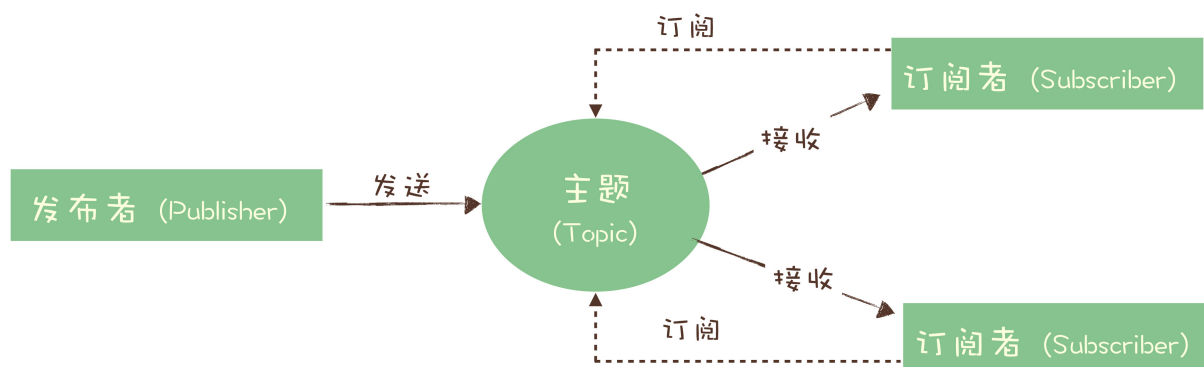 订阅
订阅者 (Subscriber)
接收
发布者 (Publisher)
发送
主题
(Topic)
接收
订阅
订阅者 (Subscriber)